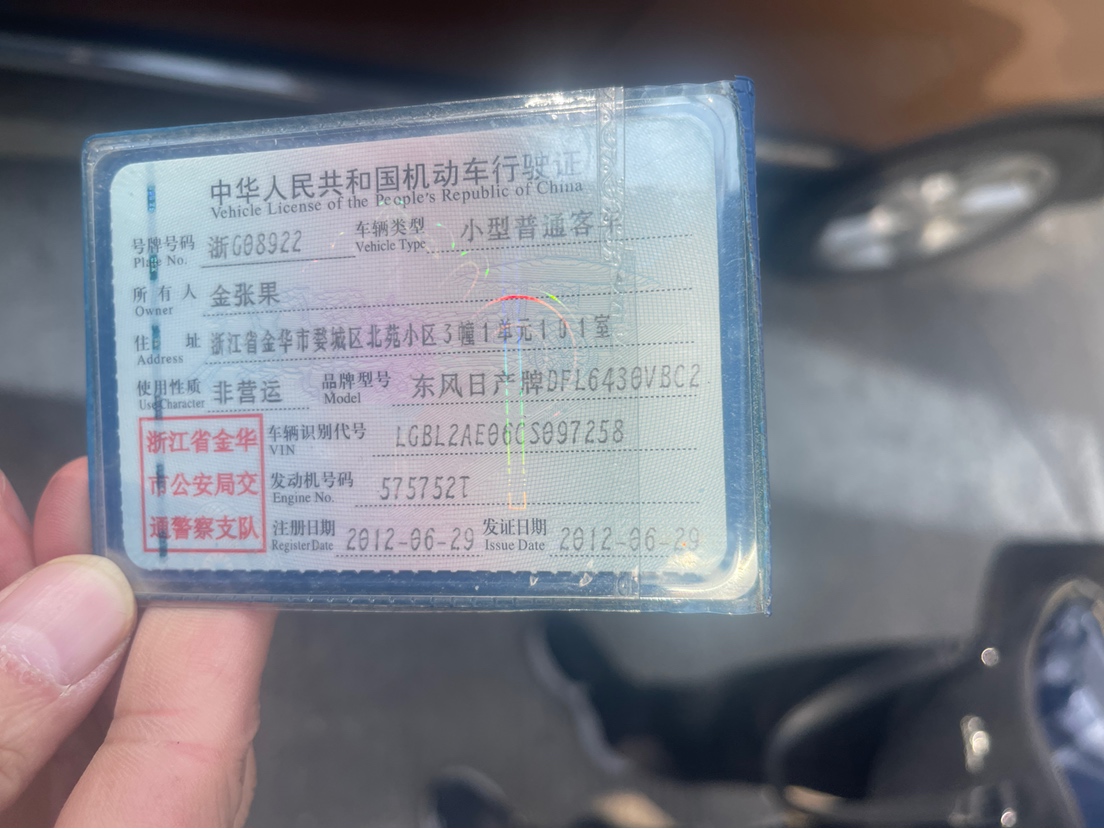 中华人民共和国机动车行驶证
Vehicle License of the People's Republic of China
号牌号码 浙G08922 车辆类型 小型普通客车
Plate No. Vehicle Type
所有人 金张果
Owner
住址 浙江省金华市婺城区北苑小区3幢1单元101室
Address
使用性质 非营运 品牌型号 东风日产牌DFL6430VBC2
Use Character Model
浙江省金华 车辆识别代号 LGBL2AE06CS097258
VIN
市公安局交 发动机号码 575752T
Engine No.
通警察支队 注册日期 2012-06-29 发证日期 2012-06-29
Register Date Issue Date